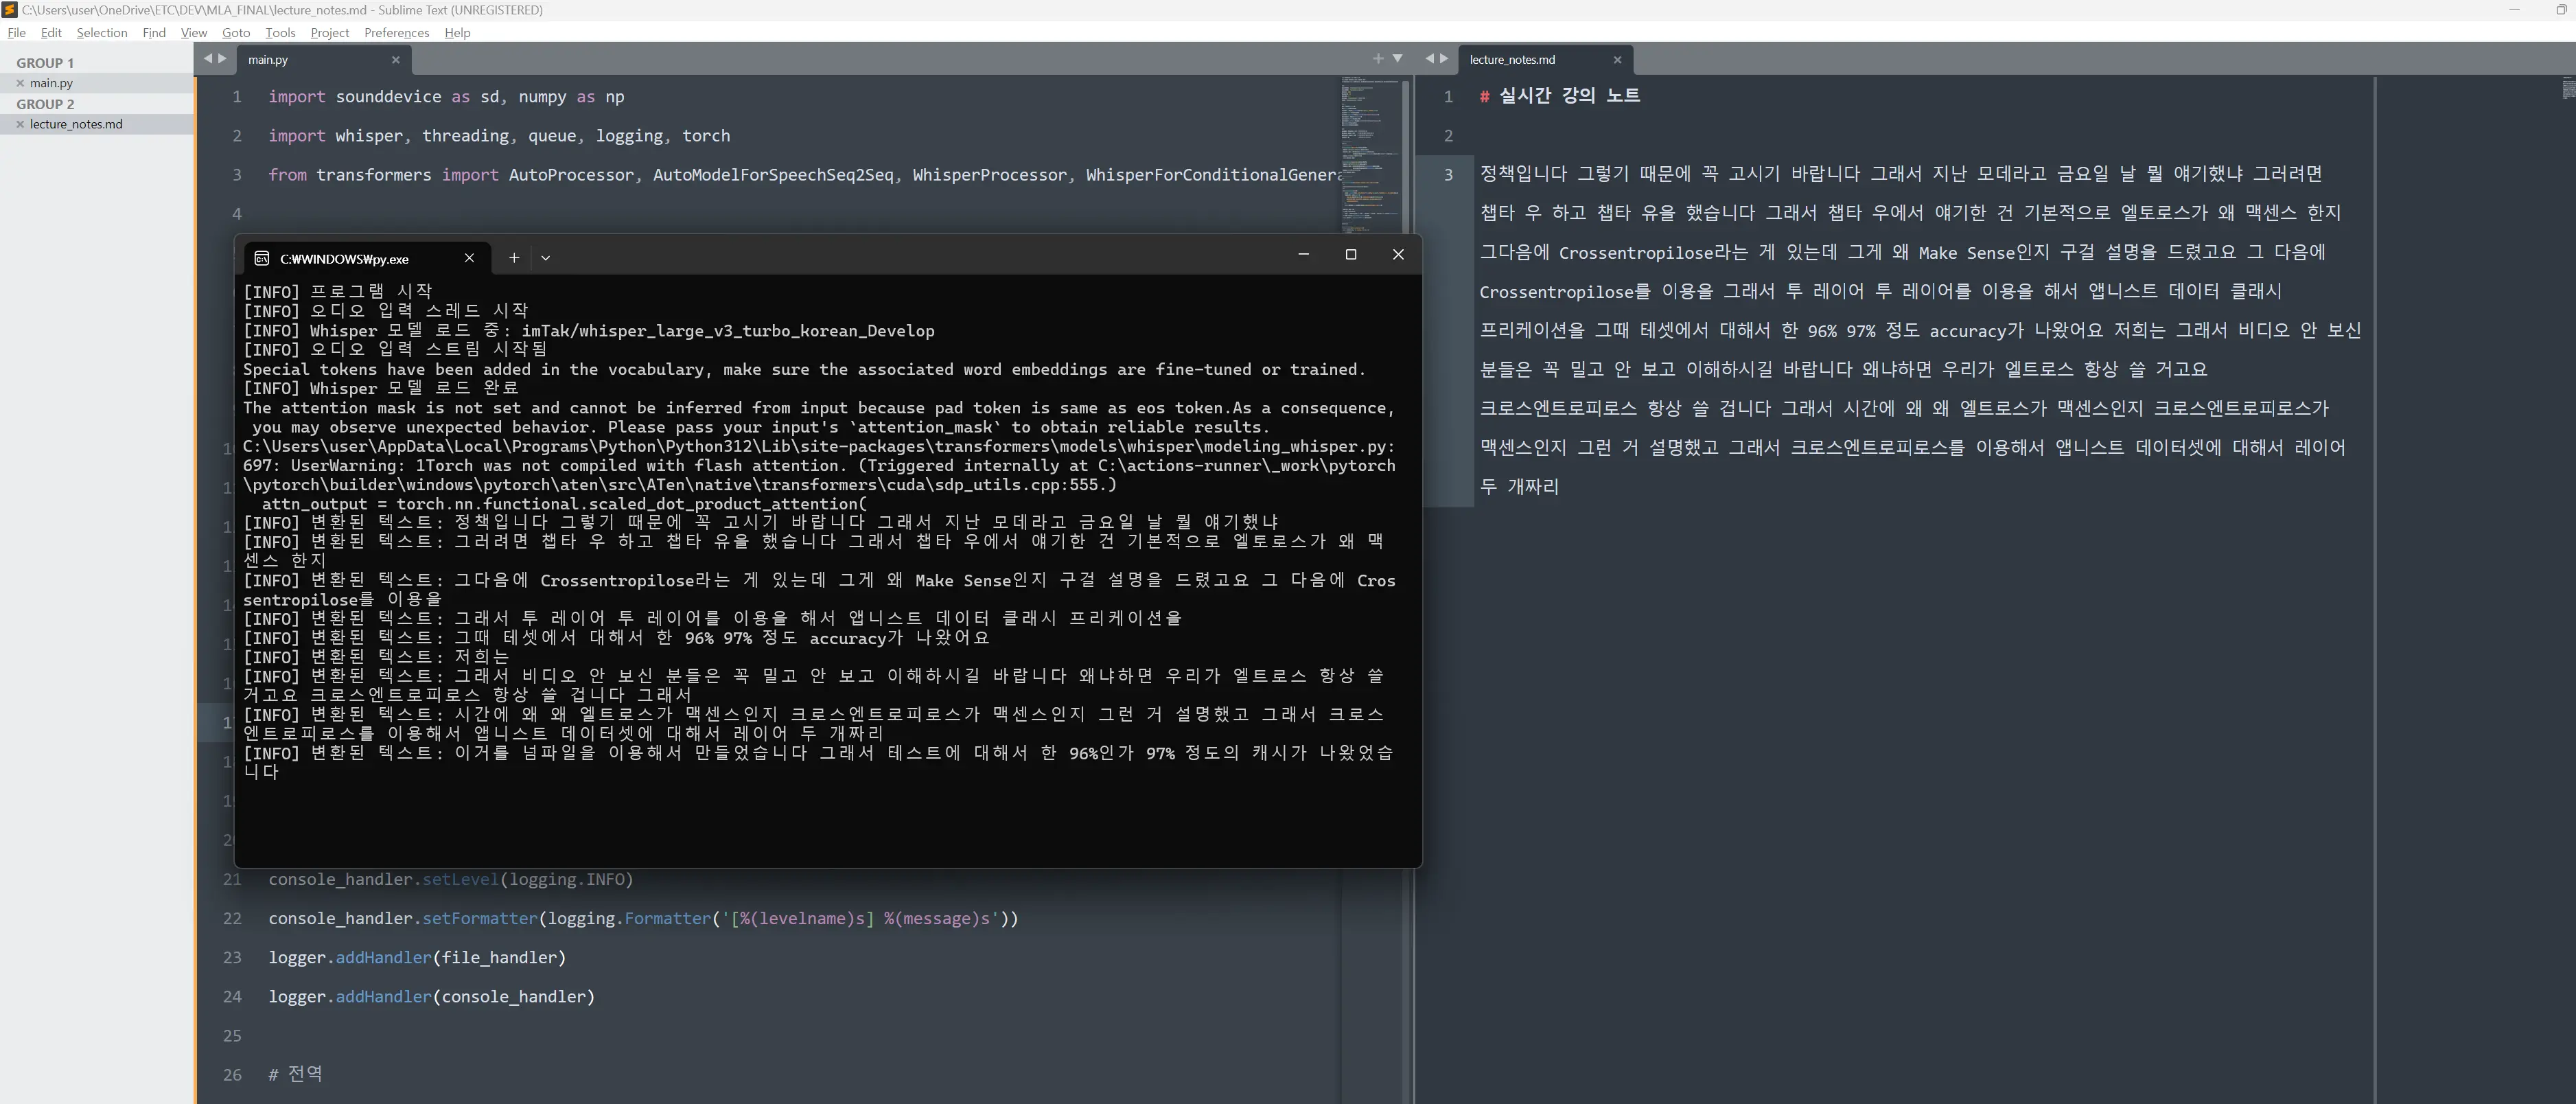 C:\Users\user\OneDrive\ETC\DEV\MLA_FINAL\lecture_notes.md - Sublime Text (UNREGISTERED)
File Edit Selection Find View Goto Tools Project Preferences Help
GROUP 1
main.py
GROUP 2
lecture_notes.md
main.py
1 import sounddevice as sd, numpy as np
2 import whisper, threading, queue, logging, torch
3 from transformers import AutoProcessor, AutoModelForSpeechSeq2Seq, WhisperProcessor, WhisperForConditionalGenera
4
C:₩WINDOWS₩py.exe
[INFO] 프로그램 시작
[INFO] 오디오 입력 스레드 시작
[INFO] Whisper 모델 로드 중: imTak/whisper_large_v3_turbo_korean_Develop
[INFO] 오디오 입력 스트림 시작됨
Special tokens have been added in the vocabulary, make sure the associated word embeddings are fine-tuned or trained.
[INFO] Whisper 모델 로드 완료
The attention mask is not set and cannot be inferred from input because pad token is same as eos token.As a consequence,
you may observe unexpected behavior. Please pass your input's `attention_mask` to obtain reliable results.
C:\Users\user\AppData\Local\Programs\Python\Python312\Lib\site-packages\transformers\models\whisper\modeling_whisper.py:
697: UserWarning: 1Torch was not compiled with flash attention. (Triggered internally at C:\actions-runner\_work\pytorch
\pytorch\builder\windows\pytorch\aten\src\ATen\native\transformers\cuda\sdp_utils.cpp:555.)
attn_output = torch.nn.functional.scaled_dot_product_attention(
[INFO] 변환된 텍스트: 정책입니다 그렇기 때문에 꼭 고시기 바랍니다 그래서 지난 모데라고 금요일 날 뭘 얘기했냐
[INFO] 변환된 텍스트: 그러려면 챕타 우 하고 챕타 유을 했습니다 그래서 챕타 우에서 얘기한 건 기본적으로 엘토로스가 왜 맥
센스 한지
[INFO] 변환된 텍스트: 그다음에 Crossentropilose라는 게 있는데 그게 왜 Make Sense인지 구걸 설명을 드렸고요 그 다음에 Cros
sentropilose를 이용을
[INFO] 변환된 텍스트: 그래서 투 레이어 투 레이어를 이용을 해서 앱니스트 데이터 클래시 프리케이션을
[INFO] 변환된 텍스트: 그때 테셋에서 대해서 한 96% 97% 정도 accuracy가 나왔어요
[INFO] 변환된 텍스트: 저희는
[INFO] 변환된 텍스트: 그래서 비디오 안 보신 분들은 꼭 밀고 안 보고 이해하시길 바랍니다 왜냐하면 우리가 엘트로스 항상 쓸
거고요 크로스엔트로피로스 항상 쓸 겁니다 그래서
[INFO] 변환된 텍스트: 시간에 왜 왜 엘트로스가 맥센스인지 크로스엔트로피로스가 맥센스인지 그런 거 설명했고 그래서 크로스
엔트로피로스를 이용해서 앱니스트 데이터셋에 대해서 레이어 두 개짜리
[INFO] 변환된 텍스트: 이거를 넘파일을 이용해서 만들었습니다 그래서 테스트에 대해서 한 96%인가 97% 정도의 캐시가 나왔었습
니다
21 console_handler.setLevel(logging.INFO)
22 console_handler.setFormatter(logging.Formatter('[%(levelname)s] %(message)s'))
23 logger.addHandler(file_handler)
24 logger.addHandler(console_handler)
25
26 # 전역
lecture_notes.md
1 # 실시간 강의 노트
2
3 정책입니다 그렇기 때문에 꼭 고시기 바랍니다 그래서 지난 모데라고 금요일 날 뭘 얘기했냐 그러려면
챕타 우 하고 챕타 유을 했습니다 그래서 챕타 우에서 얘기한 건 기본적으로 엘토로스가 왜 맥센스 한지
그다음에 Crossentropilose라는 게 있는데 그게 왜 Make Sense인지 구걸 설명을 드렸고요 그 다음에
Crossentropilose를 이용을 그래서 투 레이어 투 레이어를 이용을 해서 앱니스트 데이터 클래시
프리케이션을 그때 테셋에서 대해서 한 96% 97% 정도 accuracy가 나왔어요 저희는 그래서 비디오 안 보신
분들은 꼭 밀고 안 보고 이해하시길 바랍니다 왜냐하면 우리가 엘트로스 항상 쓸 거고요
크로스엔트로피로스 항상 쓸 겁니다 그래서 시간에 왜 왜 엘트로스가 맥센스인지 크로스엔트로피로스가
맥센스인지 그런 거 설명했고 그래서 크로스엔트로피로스를 이용해서 앱니스트 데이터셋에 대해서 레이어
두 개짜리